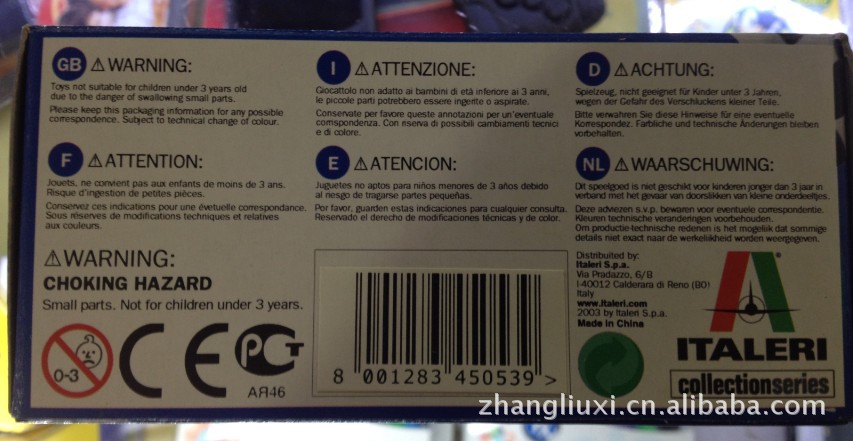 GB ⚠WARNING:
Toys not suitable for children under 3 years old
due to the danger of swallowing small parts.
Please keep this packaging information for any possible
correspondence. Subject to technical change of colour.
F ⚠ATTENTION:
Jouets, ne convient pas aux enfants de moins de 3 ans.
Risque d'ingestion de petites pièces.
Conservez ces indications pour une évetuelle correspondance.
Sous réserves de modifications techniques et relatives
aux couleurs.
I ⚠ATTENZIONE:
Giocattolo non adatto ai bambini di età inferiore ai 3 anni,
le piccole parti potrebbero essere ingerite o aspirate.
Conservate per favore queste annotazioni per un'eventuale
corrispondenza. Con riserva di possibili cambiamenti tecnici
e di colore.
E ⚠ATENCION:
Juguetes no aptos para niños menores de 3 años debido
al riesgo de tragarse partes pequeñas.
Por favor, guarden estas indicaciones para cualquier consulta.
Reservado el derecho de modificaciones técnicas y de color.
D ⚠ACHTUNG:
Spielzeug, nicht geeignet für Kinder unter 3 Jahren,
wegen der Gefahr des Verschluckens kleiner Teile.
Bitte verwahren Sie diese Hinweise für eine eventuelle
Korrespondez. Farbliche und technische Änderungen bleiben
vorbehalten.
NL ⚠WAARSCHUWING:
Dit speelgoed is niet geschikt voor kinderen jonger dan 3 jaar in
verband met het gevaar van doorslikken van kleine onderdeeltjes.
Deze adviezen s.v.p. bewaren voor eventuele correspondentie.
Kleuren technische veranderingen voorbehouden.
Om productie-technische redenen is het mogelijk dat sommige
details niet exact naar de werkelijkheid worden weergegeven.
⚠WARNING:
CHOKING HAZARD
Small parts. Not for children under 3 years.
0-3
CE
РСТ
АЯ46
8 001283 450539 >
Distribuited by:
Italeri S.p.a.
Via Pradazzo, 6/B
I-40012 Calderara di Reno (BO)
Italy
www.italeri.com
2003 by Italeri S.p.a.
Made in China
ITALERI
collectionseries
zhangliuxi.cn.alibaba.com